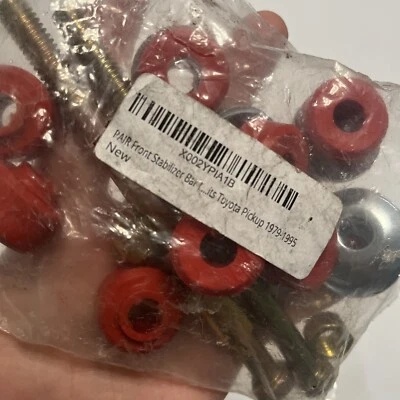 X002YPIA1B
PAIR Front Stabilizer Bar f...its Toyota Pickup 1979-1995
New